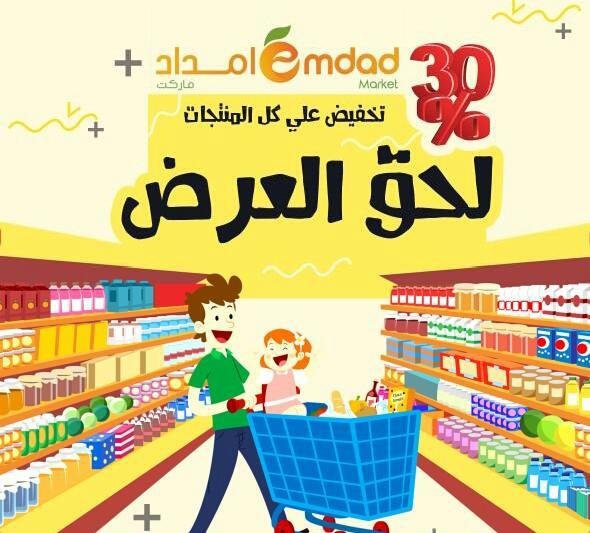 امداد emdad
ماركت Market
30%
تخفيض علي كل المنتجات
لحق العرض